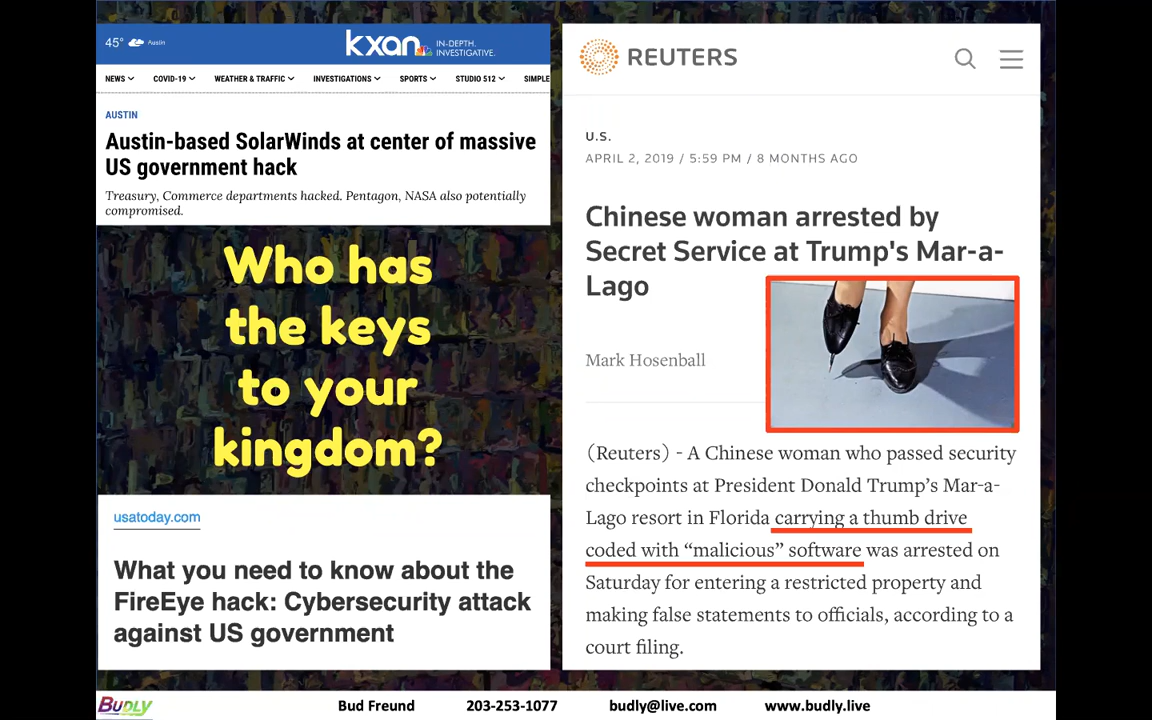 45° Austin
kxan IN-DEPTH.
INVESTIGATIVE.
NEWS COVID-19 WEATHER & TRAFFIC INVESTIGATIONS SPORTS STUDIO 512 SIMPLE
AUSTIN
Austin-based SolarWinds at center of massive
US government hack
Treasury, Commerce departments hacked. Pentagon, NASA also potentially
compromised.
Who has
the keys
to your
kingdom?
usatoday.com
What you need to know about the
FireEye hack: Cybersecurity attack
against US government
REUTERS
U.S.
APRIL 2, 2019 / 5:59 PM / 8 MONTHS AGO
Chinese woman arrested by
Secret Service at Trump's Mar-a-
Lago
Mark Hosenball
(Reuters) - A Chinese woman who passed security
checkpoints at President Donald Trump’s Mar-a-
Lago resort in Florida carrying a thumb drive
coded with “malicious” software was arrested on
Saturday for entering a restricted property and
making false statements to officials, according to a
court filing.
BUDLY Bud Freund 203-253-1077 budly@live.com www.budly.live